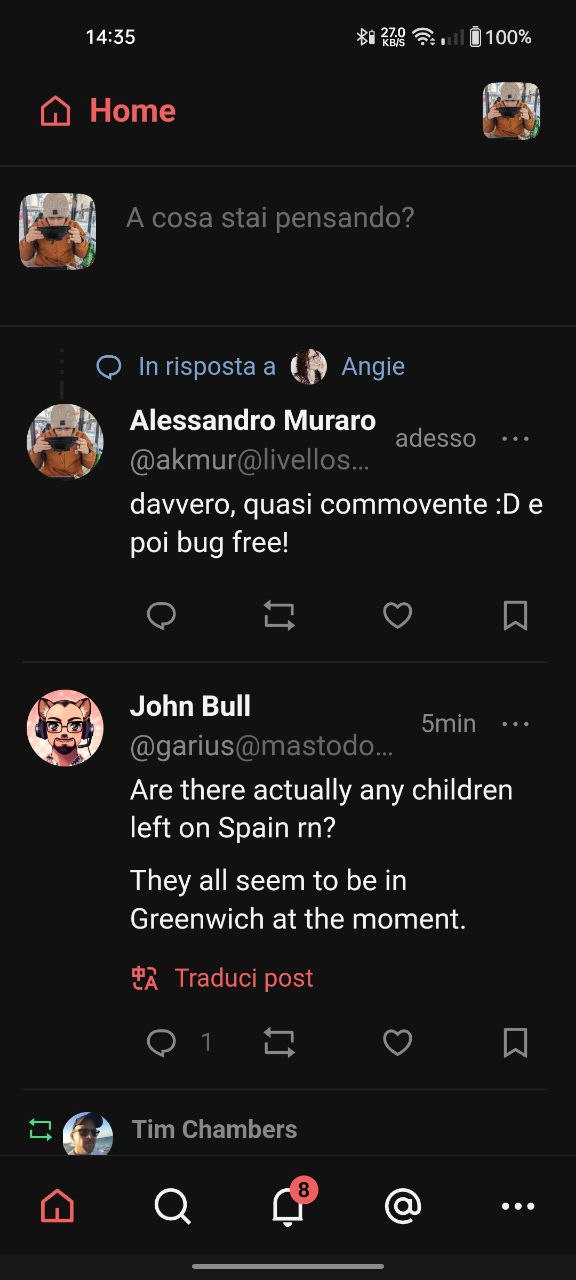 14:35
27.0
KB/S
100%
Home
A cosa stai pensando?
In risposta a Angie
Alessandro Muraro
adesso
@akmur@livellos...
davvero, quasi commovente :D e
poi bug free!
John Bull
5min
@garius@mastodo...
Are there actually any children
left on Spain rn?
They all seem to be in
Greenwich at the moment.
Traduci post
1
Tim Chambers
8